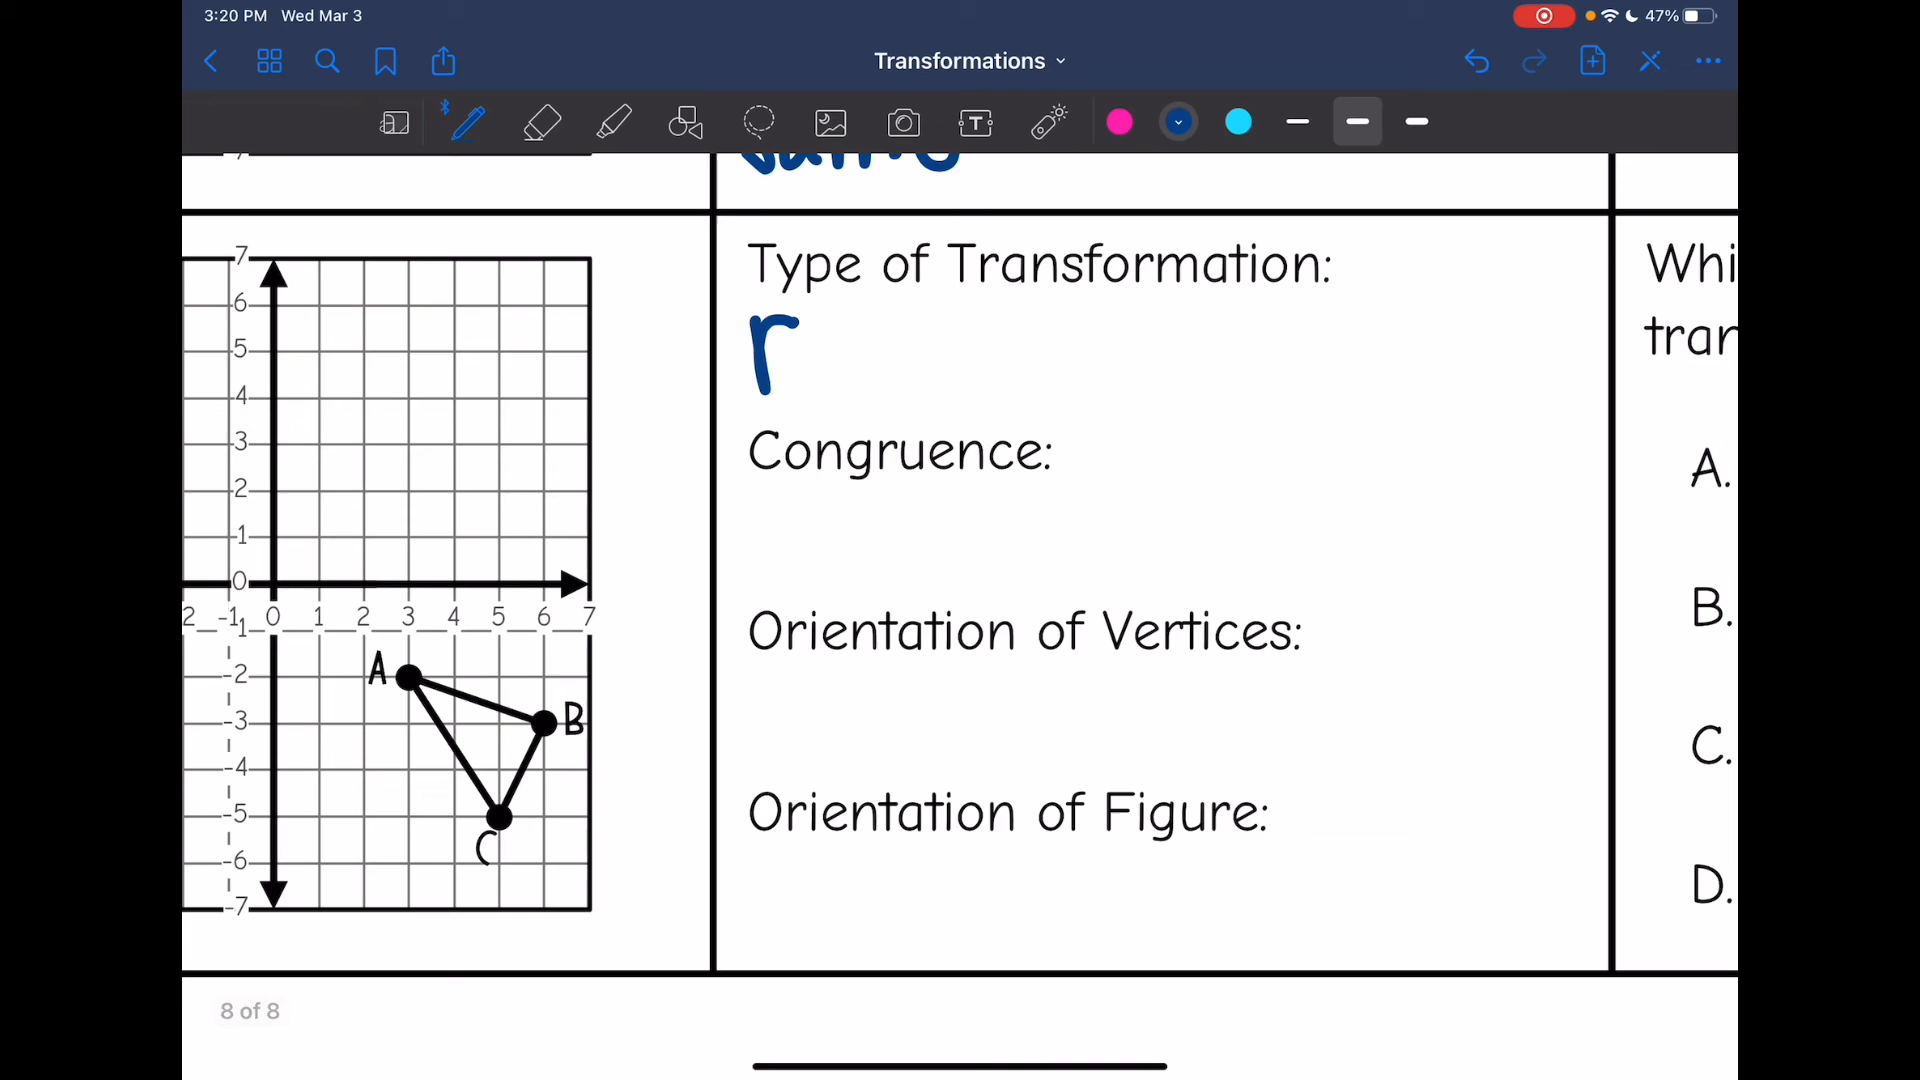 3:20 PM Wed Mar 3
47%
Transformations
T
Type of Transformation:
r
Congruence:
Orientation of Vertices:
Orientation of Figure:
Whi
tran
A.
B.
C.
D.
7
6
5
4
3
2
1
0
2 -1 0 1 2 3 4 5 6 7
1
-2
-3
-4
-5
-6
-7
A
B
C
8 of 8